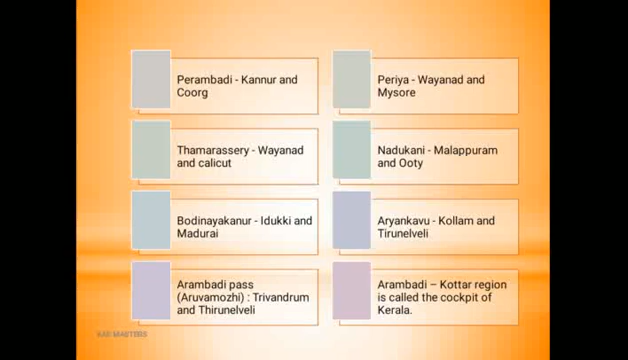 Perambadi - Kannur and
Coorg
Periya - Wayanad and
Mysore
Thamarassery - Wayanad
and calicut
Nadukani - Malappuram
and Ooty
Bodinayakanur - Idukki and
Madurai
Aryankavu - Kollam and
Tirunelveli
Arambadi pass
(Aruvamozhi) : Trivandrum
and Thirunelveli
Arambadi – Kottar region
is called the cockpit of
Kerala.